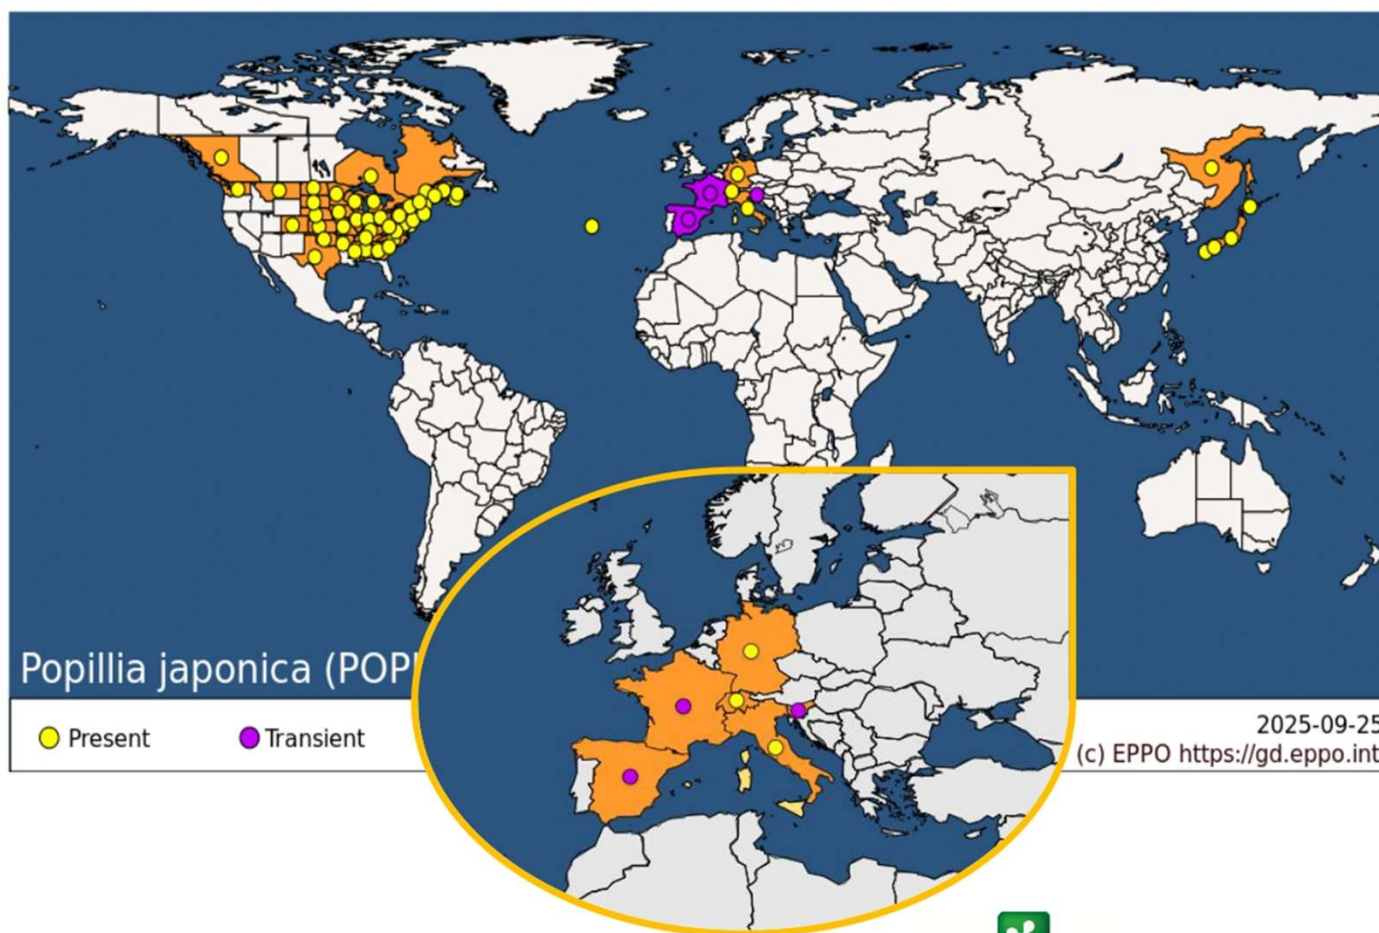 Popillia japonica (POP
Present
Transient
2025-09-25
(c) EPPO https://gd.eppo.int